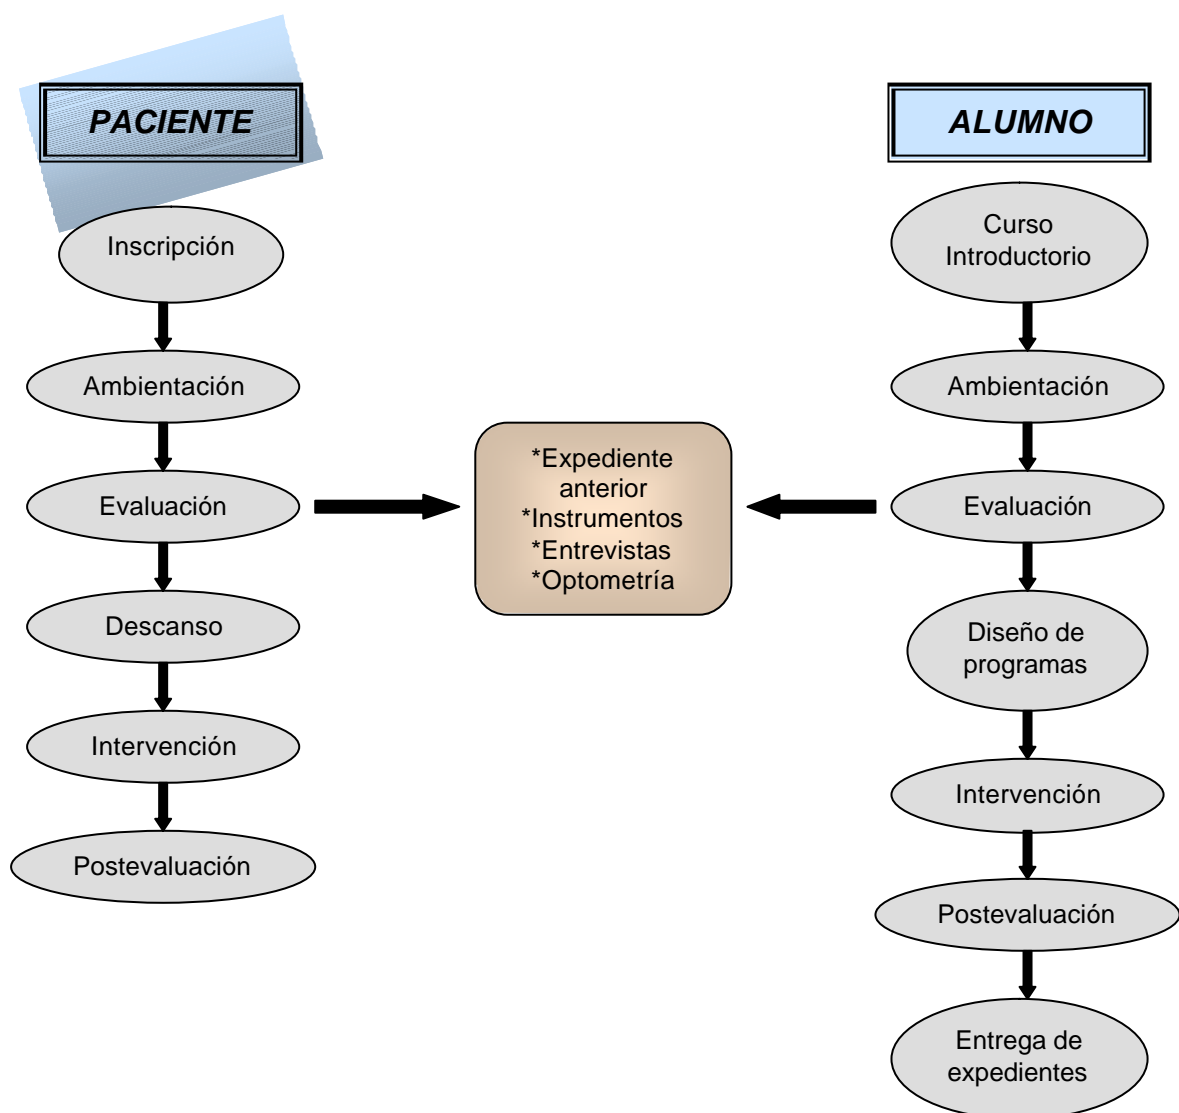 PACIENTE
Inscripción
Ambientación
Evaluación
Descanso
Intervención
Postevaluación
*Expediente
anterior
*Instrumentos
*Entrevistas
*Optometría
ALUMNO
Curso
Introductorio
Ambientación
Evaluación
Diseño de
programas
Intervención
Postevaluación
Entrega de
expedientes